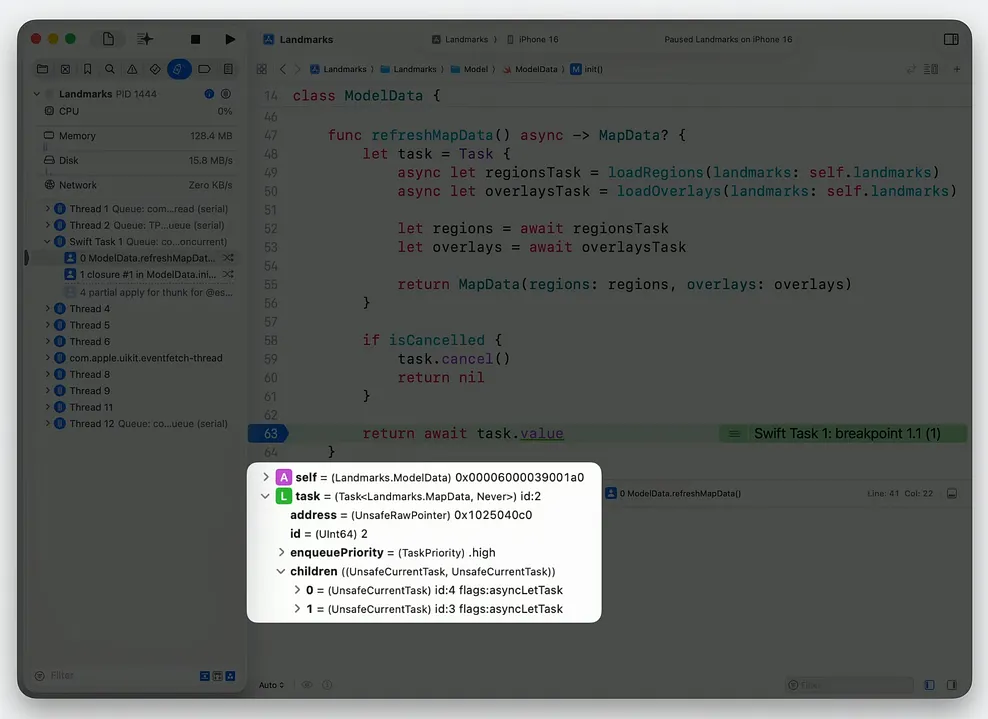 Landmarks
Landmarks 〉 iPhone 16
Paused Landmarks on iPhone 16
Landmarks 〉 Landmarks 〉 Model 〉 ModelData 〉 M init()
Landmarks PID 1444
CPU 0%
Memory 128.4 MB
Disk 15.8 MB/s
Network Zero KB/s
Thread 1 Queue: com...read (serial)
Thread 2 Queue: TP...ueue (serial)
Swift Task 1 Queue: co...oncurrent)
0 ModelData.refreshMapDat...
1 closure #1 in ModelData.ini...
4 partial apply for thunk for @es...
Thread 4
Thread 5
Thread 6
com.apple.uikit.eventfetch-thread
Thread 8
Thread 9
Thread 11
Thread 12 Queue: co...ueue (serial)
Filter
14 class ModelData {
46
47 func refreshMapData() async -> MapData? {
48 let task = Task {
49 async let regionsTask = loadRegions(landmarks: self.landmarks)
50 async let overlaysTask = loadOverlays(landmarks: self.landmarks)
51
52 let regions = await regionsTask
53 let overlays = await overlaysTask
54
55 return MapData(regions: regions, overlays: overlays)
56 }
57
58 if isCancelled {
59 task.cancel()
60 return nil
61 }
62
63 return await task.value Swift Task 1: breakpoint 1.1 (1)
64 }
0 ModelData.refreshMapData() Line: 41 Col: 22
A self = (Landmarks.ModelData) 0x00006000039001a0
L task = (Task<Landmarks.MapData, Never>) id:2
address = (UnsafeRawPointer) 0x1025040c0
id = (UInt64) 2
enqueuePriority = (TaskPriority) .high
children ((UnsafeCurrentTask, UnsafeCurrentTask))
0 = (UnsafeCurrentTask) id:4 flags:asyncLetTask
1 = (UnsafeCurrentTask) id:3 flags:asyncLetTask
Auto